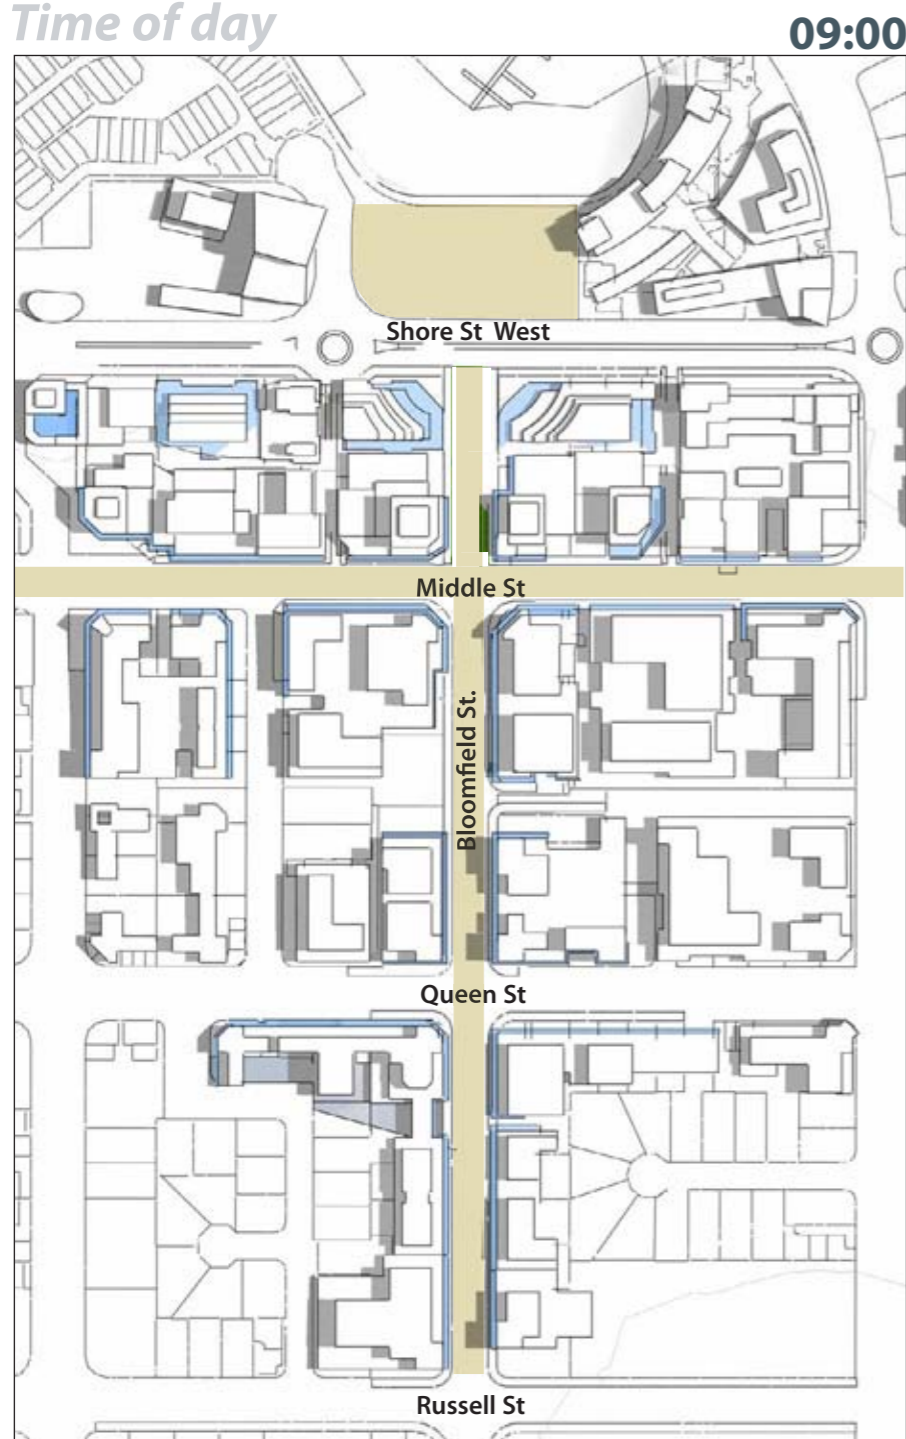 Time of day
09:00
Shore St West
Middle St
Bloomfield St.
Queen St
Russell St